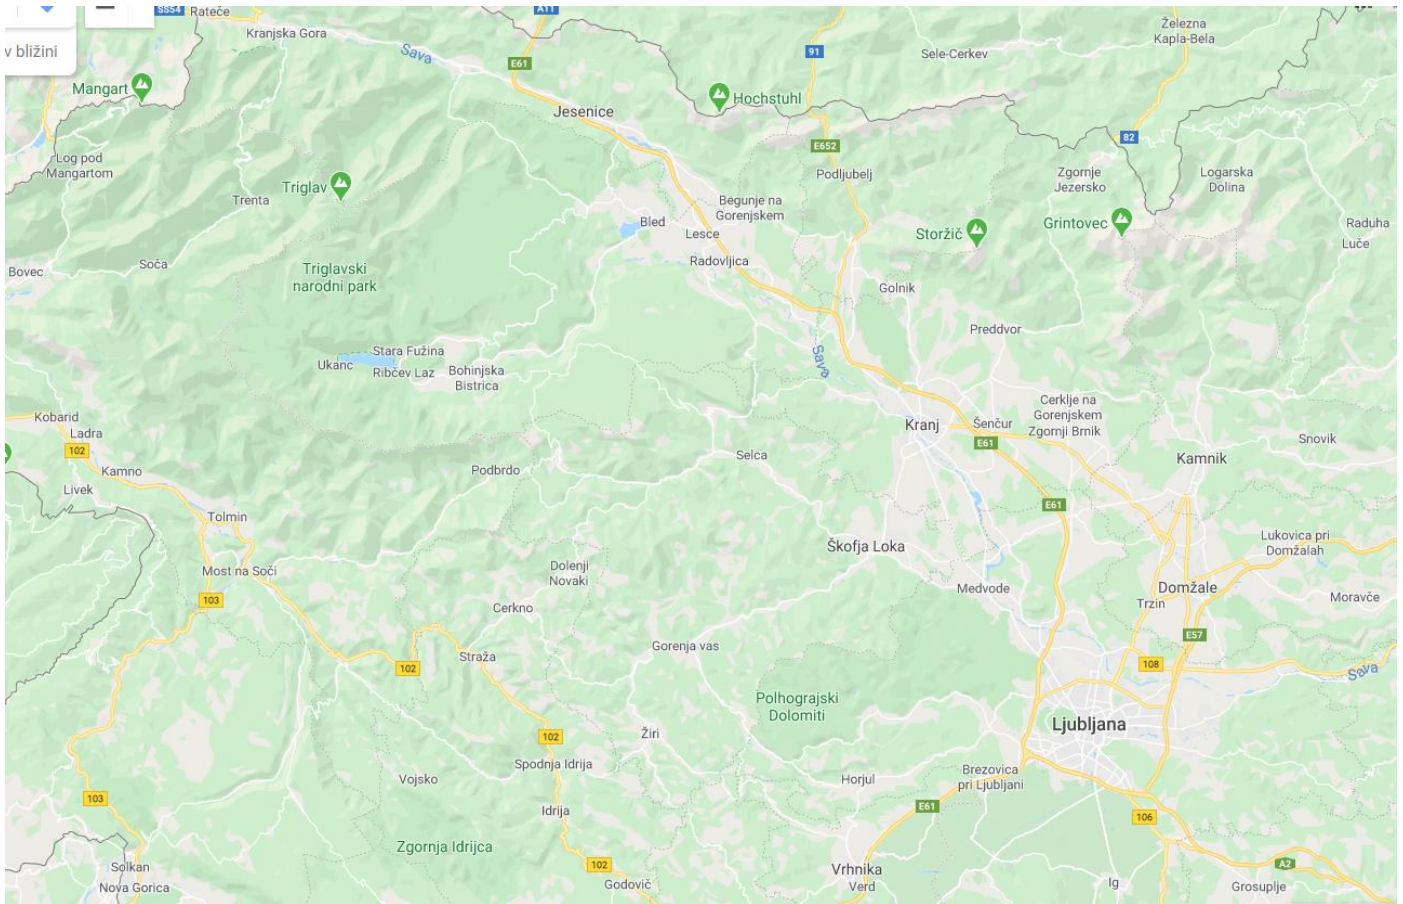 SS54
Rateče
A11
Kranjska Gora
v bližini
Sava
E61
91
Sele-Cerkev
Železna
Kapla-Bela
Mangart
Hochstuhl
Jesenice
82
E652
Log pod
Mangartom
Triglav
Trenta
Podljubelj
Zgornje
Jezersko
Logarska
Dolina
Begunje na
Gorenjskem
Bled
Lesce
Storžič
Grintovec
Raduha
Luče
Bovec
Soča
Triglavski
narodni park
Radovljica
Golnik
Preddvor
Stara Fužina
Ukanc
Ribčev Laz
Bohinjska
Bistrica
Sava
Kobarid
Ladra
102
Kamno
Livek
Kranj
Šenčur
E61
Cerklje na
Gorenjskem
Zgornji Brnik
Snovik
Kamnik
Podbrdo
Selca
E61
Tolmin
Most na Soči
103
Škofja Loka
Lukovica pri
Domžalah
Dolenji
Novaki
Medvode
Domžale
Trzin
Moravče
Cerkno
E57
Gorenja vas
Straža
102
108
Sava
Polhograjski
Dolomiti
Ljubljana
102
Žiri
Spodnja Idrija
Vojsko
Horjul
Brezovica
pri Ljubljani
103
Idrija
E61
106
Zgornja Idrijca
102
Godovič
Solkan
Nova Gorica
Vrhnika
Verd
Ig
A2
Grosuplje